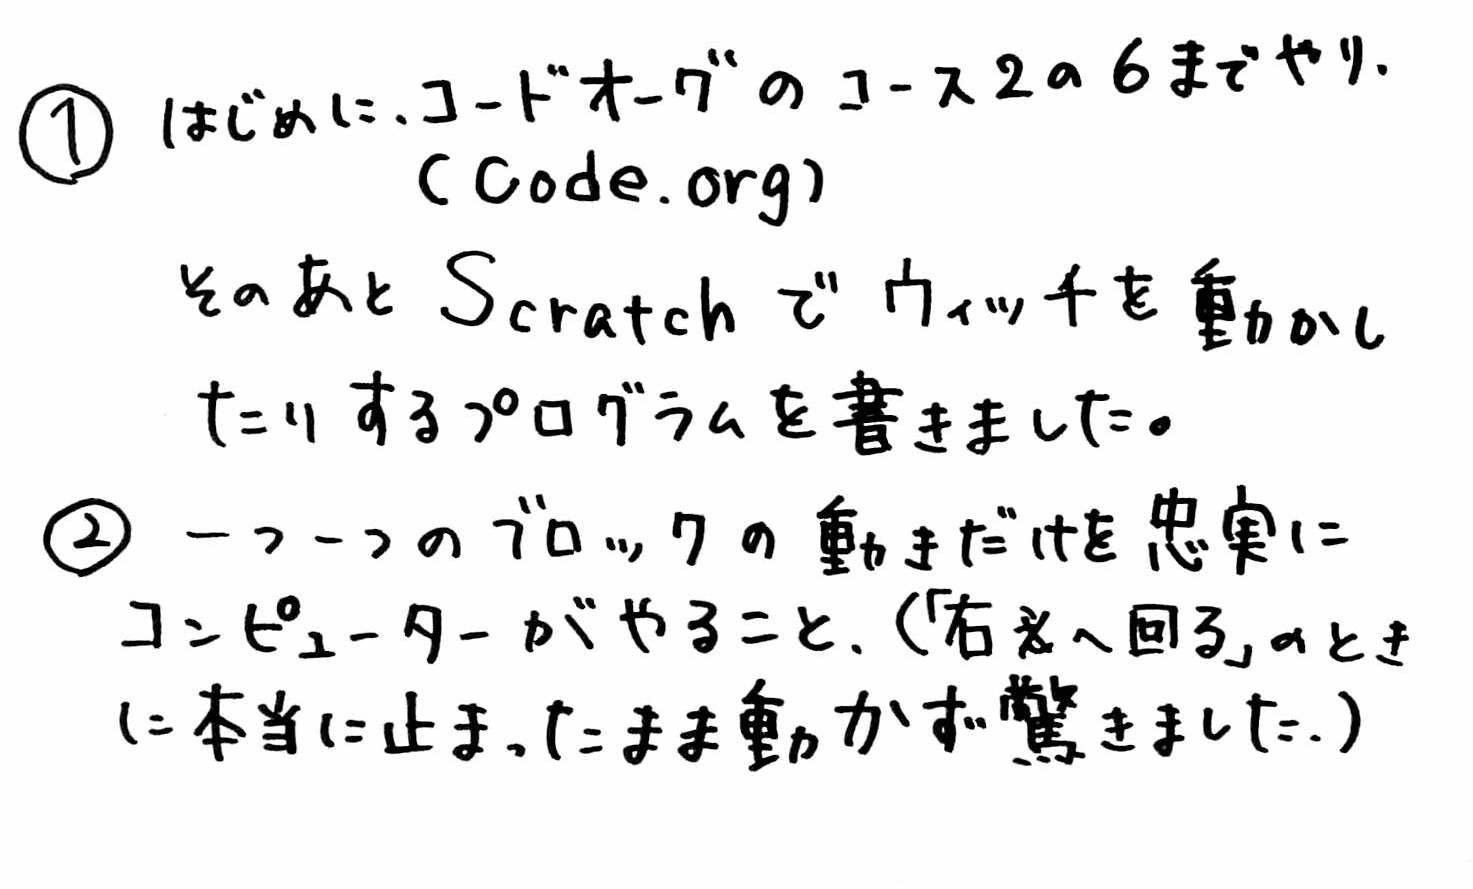 ① はじめに、コードオーグのコース2の6までやり、
(Code.org)
そのあと Scratchで ウィッチを動かし
たりするプログラムを書きました。
② 一つ一つのブロックの動きだけを忠実に
コンピューターがやること、(「右へ回る」のとき
に本当に止まったまま動かず驚きました.)